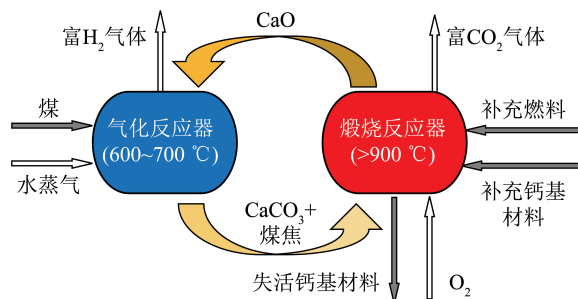 富H₂气体
CaO
富CO₂气体
煤
气化反应器
(600~700 ℃)
水蒸气
煅烧反应器
(>900 ℃)
补充燃料
补充钙基
材料
CaCO₃+
煤焦
失活钙基材料
O₂